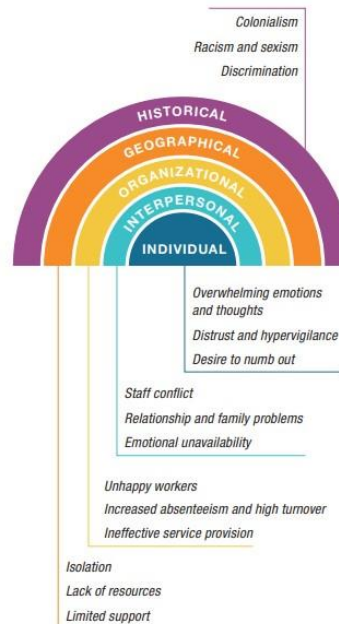 Colonialism
Racism and sexism
Discrimination
HISTORICAL
GEOGRAPHICAL
ORGANIZATIONAL
INTERPERSONAL
INDIVIDUAL
Overwhelming emotions
and thoughts
Distrust and hypervigilance
Desire to numb out
Staff conflict
Relationship and family problems
Emotional unavailability
Unhappy workers
Increased absenteeism and high turnover
Ineffective service provision
Isolation
Lack of resources
Limited support